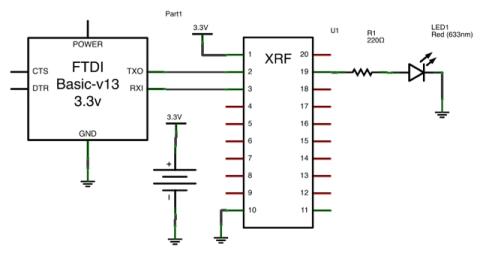 Part1
3.3V
U1
R1
220Ω
LED1
Red (633nm)
POWER
FTDI
Basic-v13
3.3v
CTS
DTR
TXO
RXI
GND
3.3V
+
−
XRF
1
2
3
4
5
6
7
8
9
10
20
19
18
17
16
15
14
13
12
11